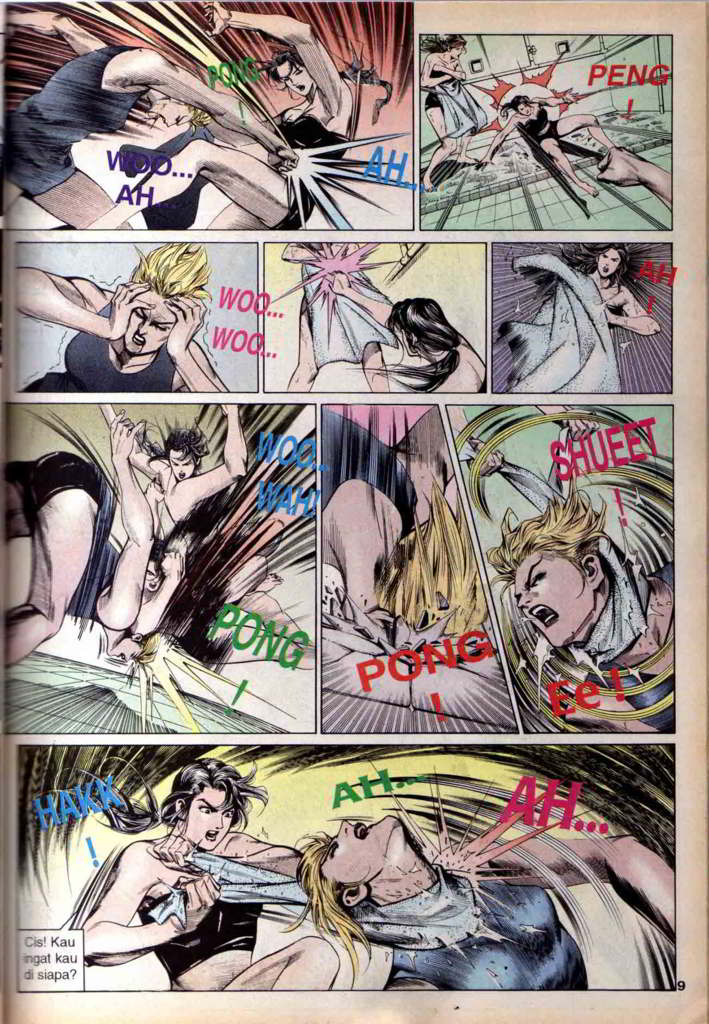 PONG
!
WOO...
AH...
AH...
PENG
!
WOO...
WOO...
AH
!
WOO...
WAH!
PONG
!
PONG
!
SHUEET
!
Ee !
HAKK
!
AH...
AH...
Cis! Kau
ingat kau
di siapa?
9